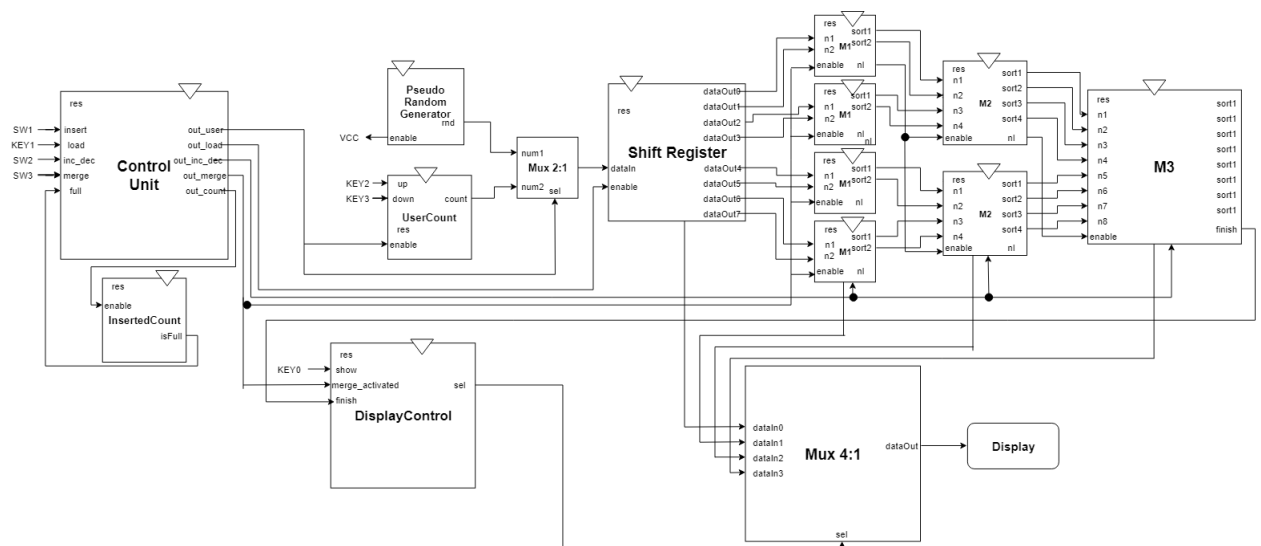 res
SW1
insert
KEY1
load
SW2
inc_dec
SW3
merge
full
Control
Unit
out_user
out_load
out_inc_dec
out_merge
out_count
res
enable
InsertedCount
isFull
Pseudo
Random
Generator
rnd
VCC
enable
KEY2
up
KEY3
down
count
UserCount
res
enable
num1
Mux 2:1
num2
sel
res
Shift Register
dataIn
enable
dataOut0
dataOut1
dataOut2
dataOut3
dataOut4
dataOut5
dataOut6
dataOut7
res
sort1
n1
sort2
n2
M1
enable
nl
res
sort1
n1
sort2
n2
M1
enable
nl
res
sort1
n1
sort2
n2
M1
enable
nl
res
sort1
n1
sort2
n2
M1
enable
nl
res
sort1
n1
sort2
n2
M2
n3
sort3
n4
sort4
enable
nl
res
sort1
n1
sort2
n2
M2
n3
sort3
n4
sort4
enable
nl
res
n1
n2
n3
n4
n5
n6
n7
n8
enable
M3
sort1
sort1
sort1
sort1
sort1
sort1
sort1
sort1
finish
res
KEY0
show
merge_activated
sel
finish
DisplayControl
dataIn0
dataIn1
dataIn2
dataIn3
Mux 4:1
dataOut
sel
Display